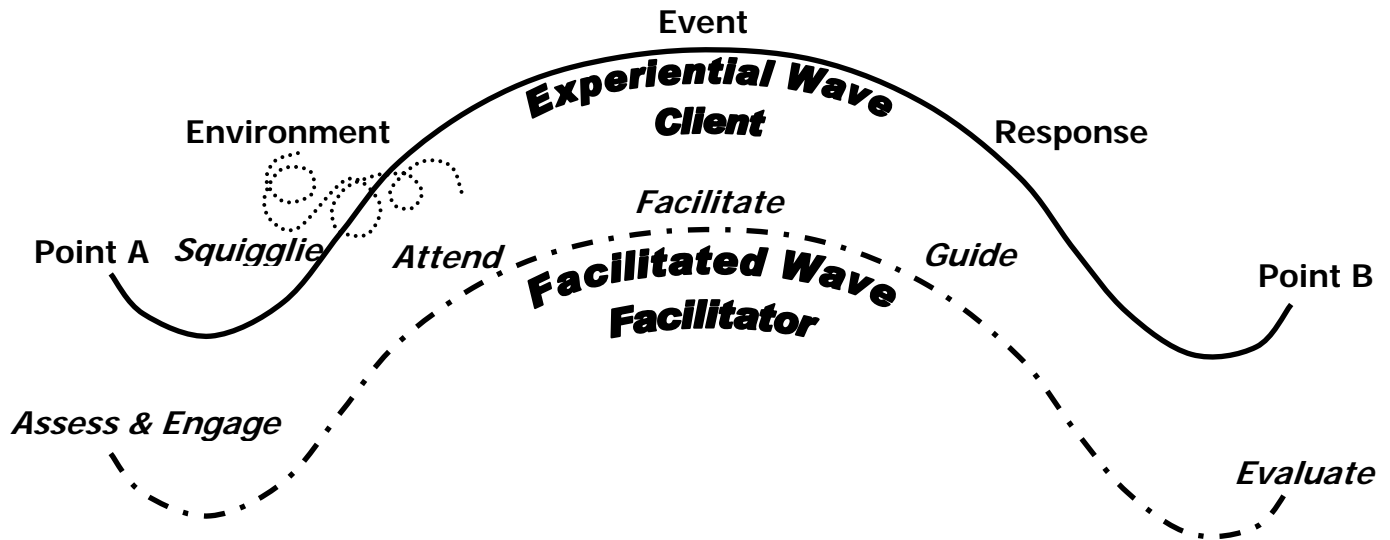 Event
Experiential Wave
Client
Environment
Response
Facilitate
Point A
Squigglie
Attend
Facilitated Wave
Guide
Point B
Facilitator
Assess & Engage
Evaluate